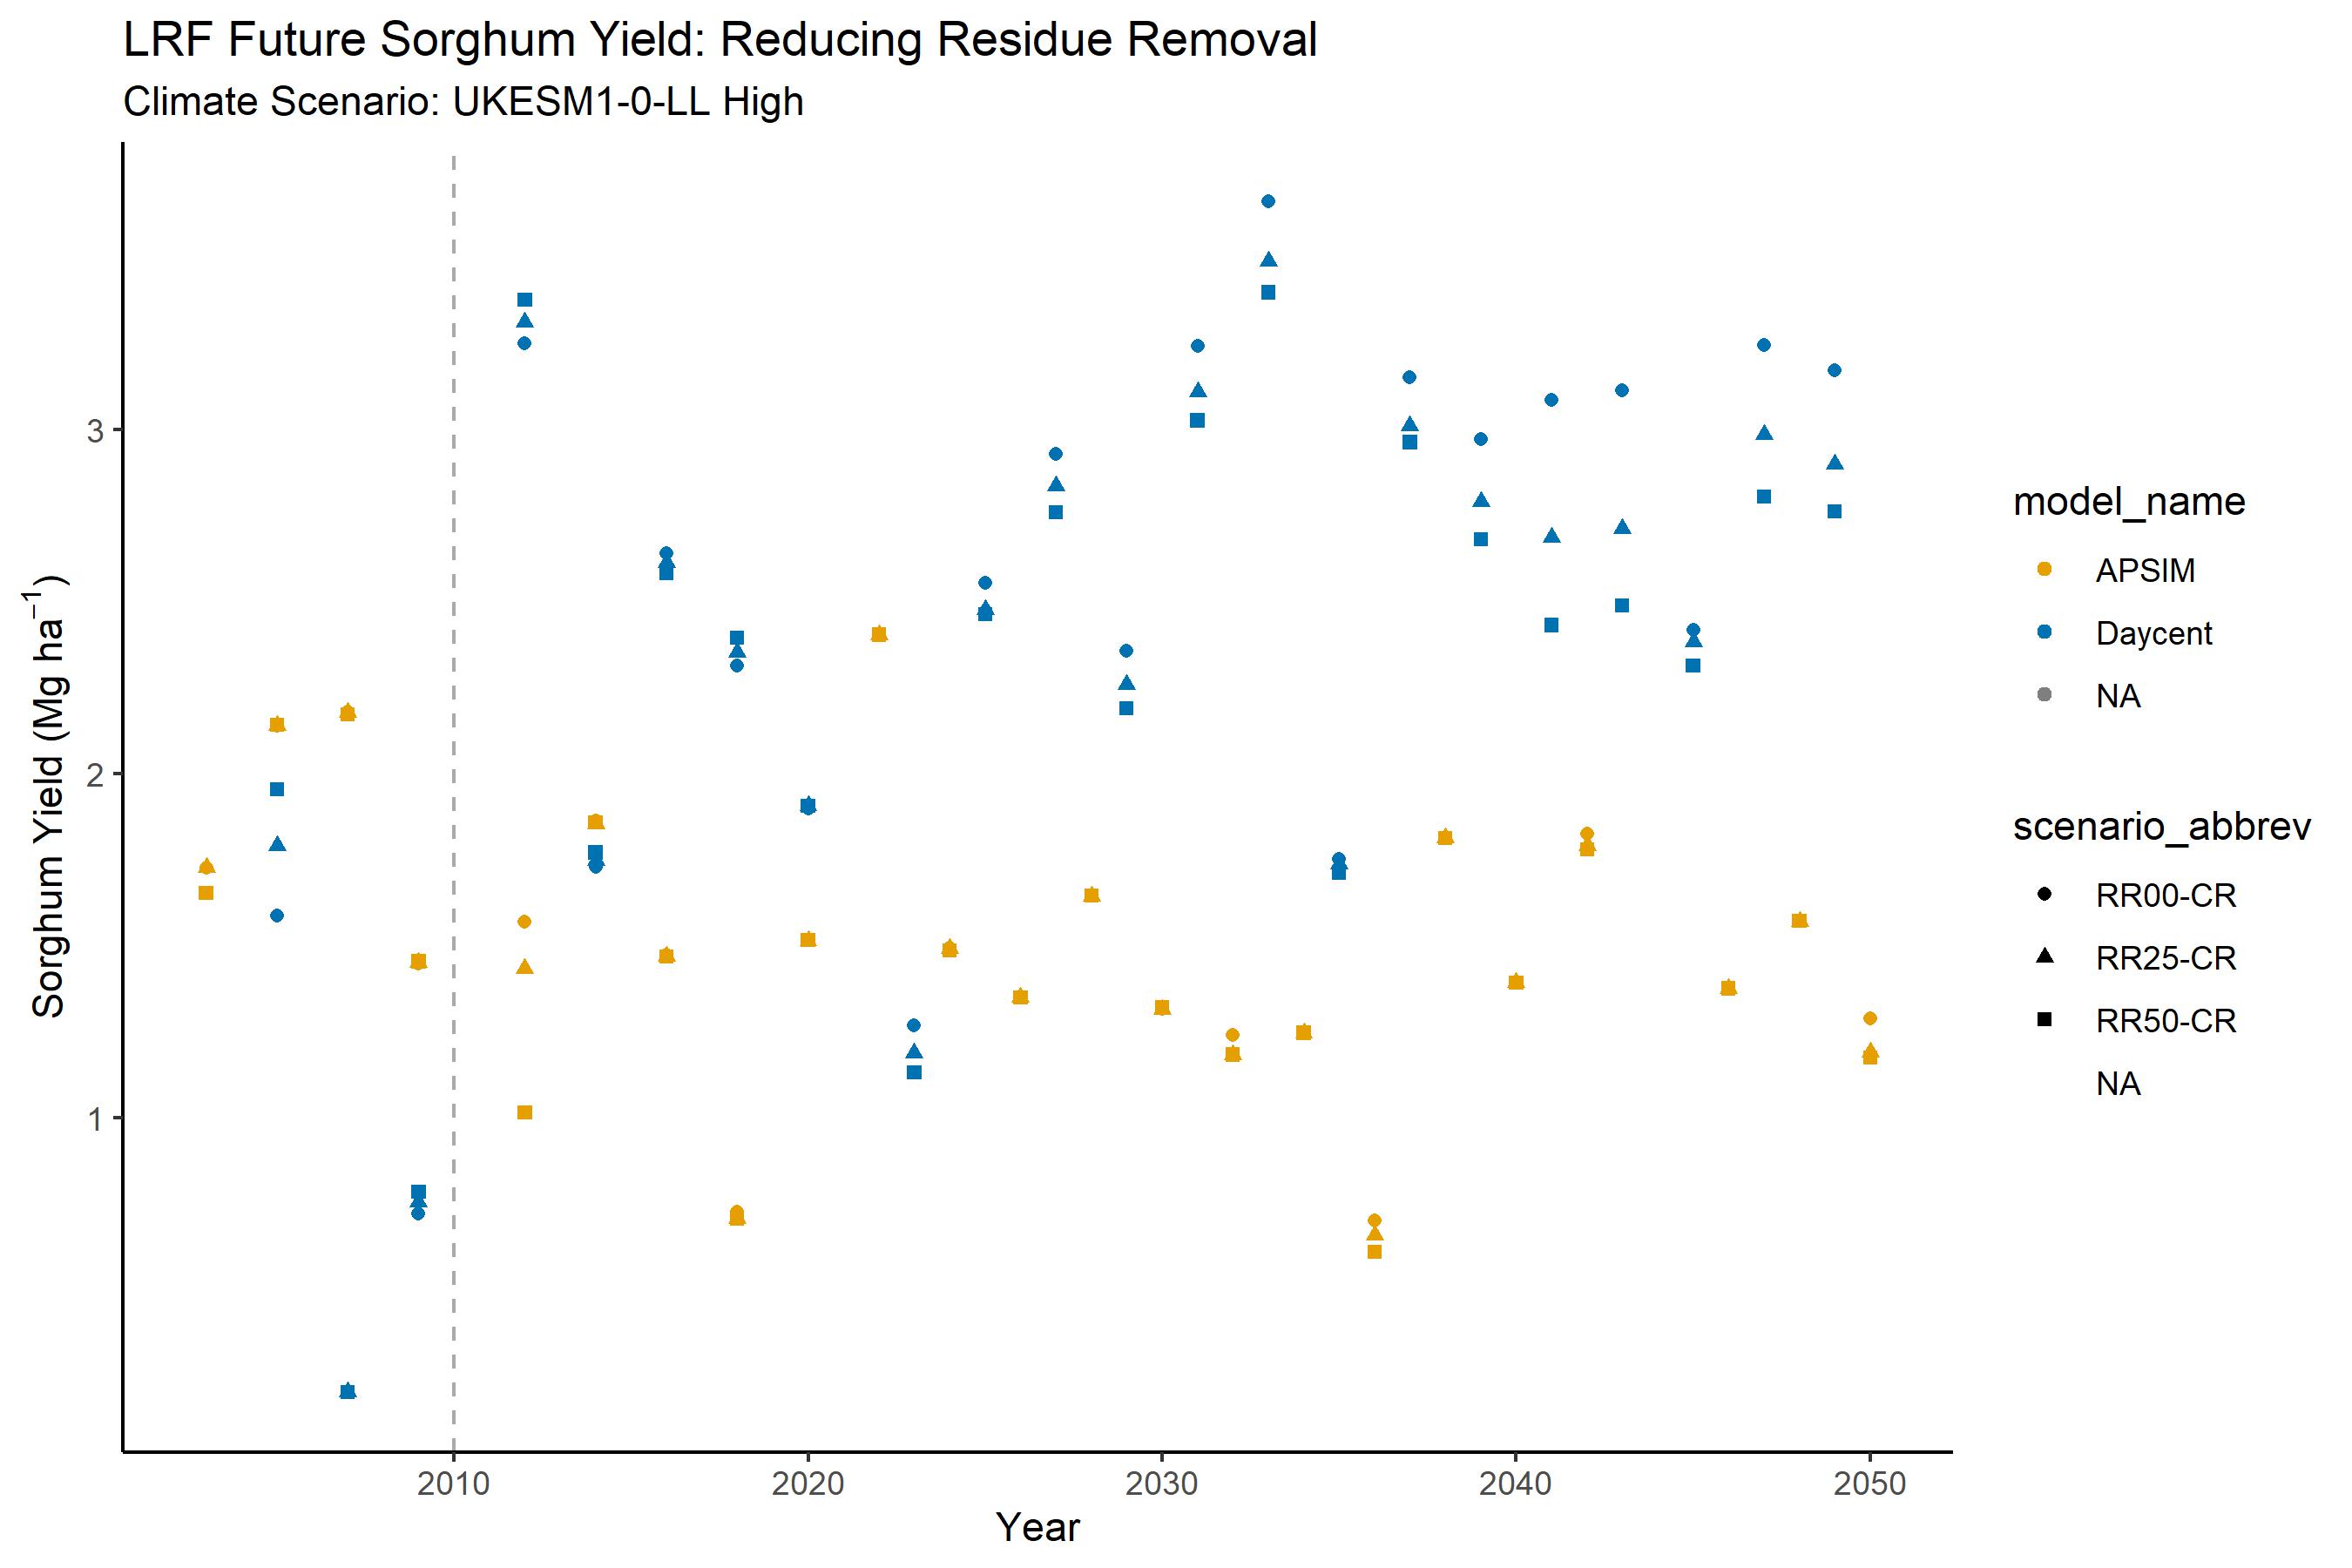 LRF Future Sorghum Yield: Reducing Residue Removal
Climate Scenario: UKESM1-0-LL High
Sorghum Yield (Mg ha⁻¹)
3
2
1
2010
2020
2030
2040
2050
Year
model_name
APSIM
Daycent
NA
scenario_abbrev
RR00-CR
RR25-CR
RR50-CR
NA